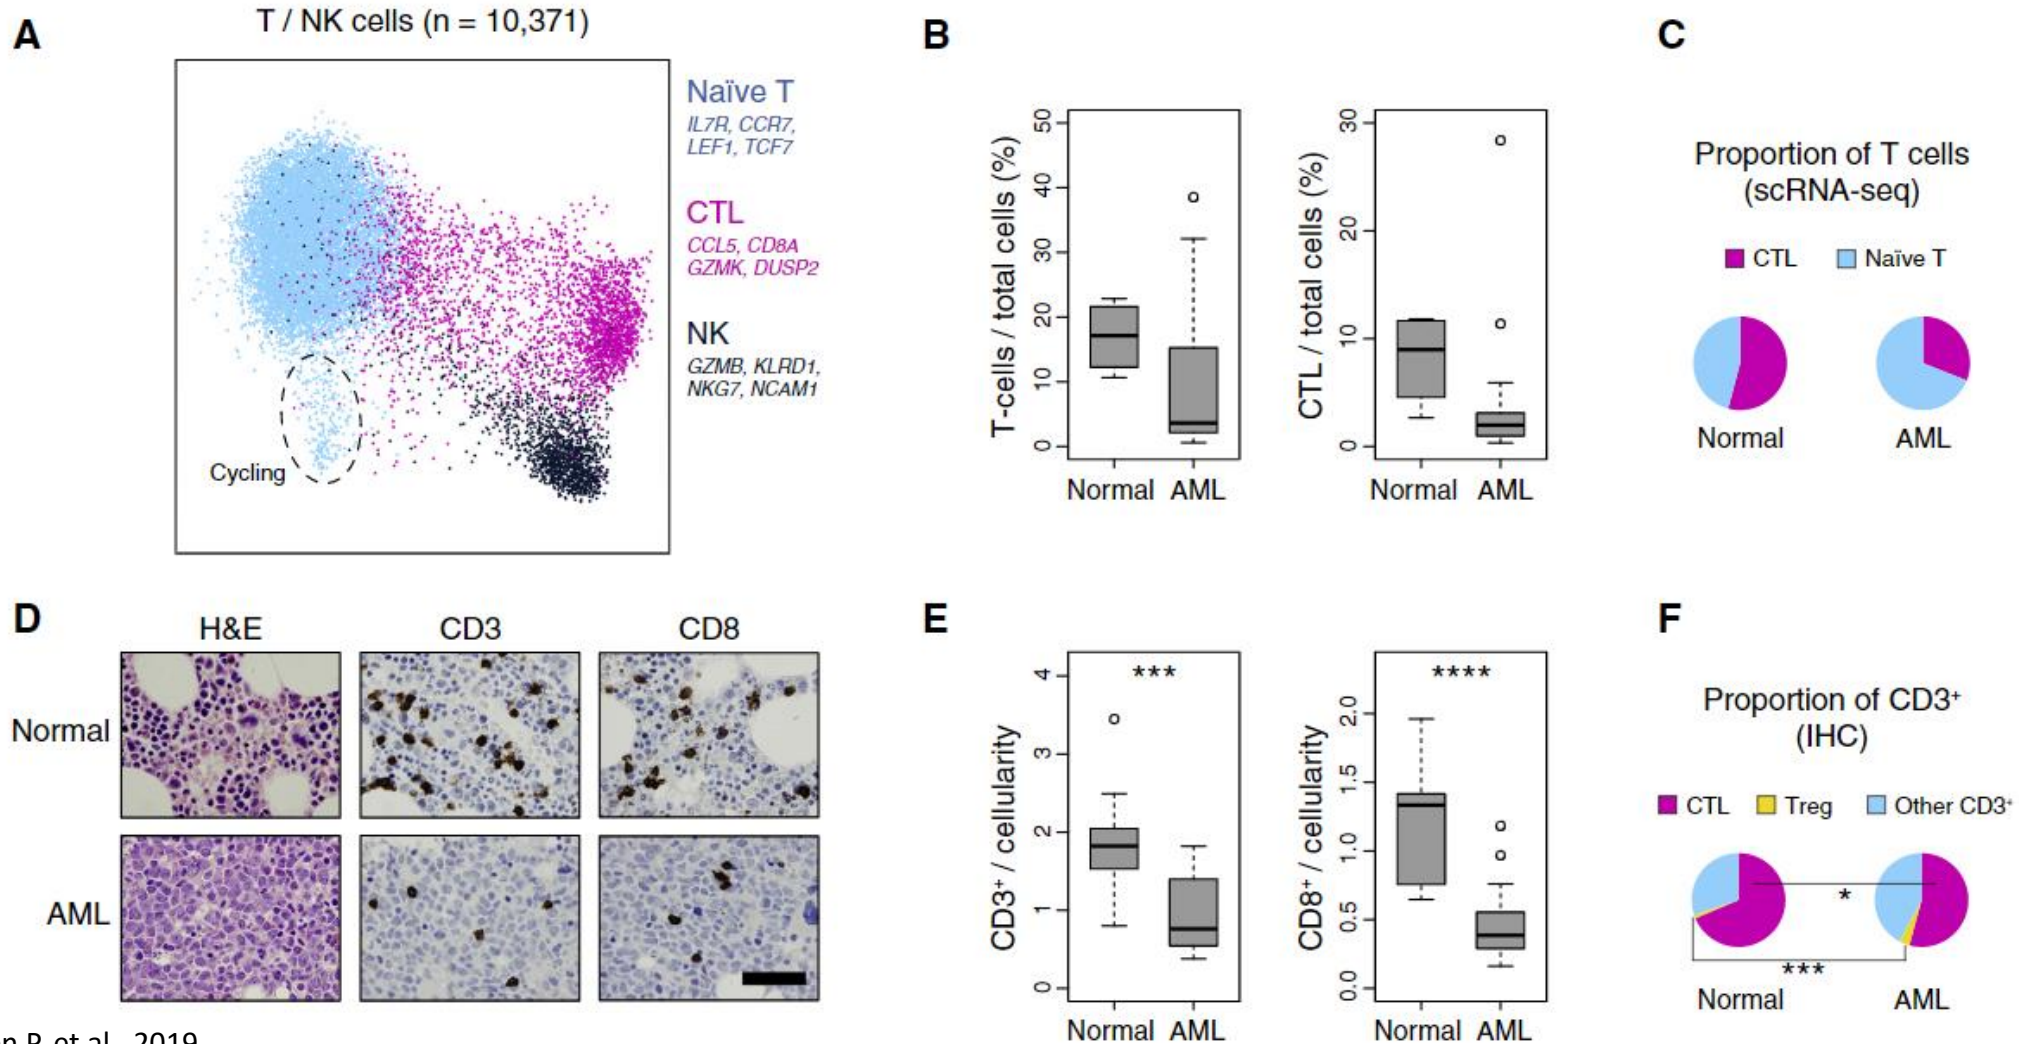 A
T / NK cells (n = 10,371)
Naïve T
IL7R, CCR7,
LEF1, TCF7
CTL
CCL5, CD8A
GZMK, DUSP2
NK
GZMB, KLRD1,
NKG7, NCAM1
Cycling
B
T-cells / total cells (%)
50
40
30
20
10
0
Normal AML
CTL / total cells (%)
30
20
10
0
Normal AML
C
Proportion of T cells
(scRNA-seq)
CTL Naïve T
Normal AML
D
H&E CD3 CD8
Normal
AML
E
CD3+ / cellularity
4
3
2
1
0
***
Normal AML
CD8+ / cellularity
2.0
1.5
1.0
0.5
0.0
****
Normal AML
F
Proportion of CD3+
(IHC)
CTL Treg Other CD3+
*
***
Normal AML
et al., 2019